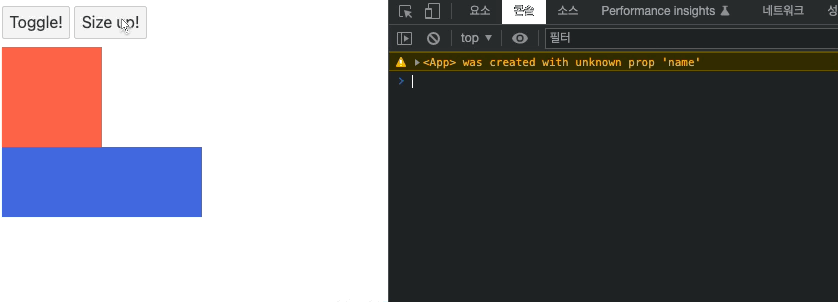 Toggle! Size up!
요소 콘솔 소스 Performance insights 네트워크 성
top ▼ 필터
<App> was created with unknown prop 'name'
>